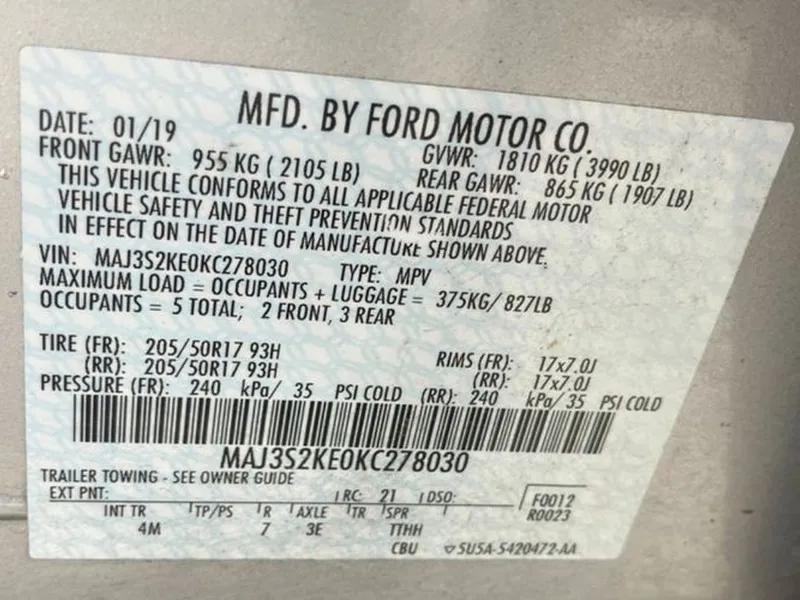 MFD. BY FORD MOTOR CO.
DATE: 01/19 GVWR: 1810 KG ( 3990 LB)
FRONT GAWR: 955 KG ( 2105 LB) REAR GAWR: 865 KG ( 1907 LB)
THIS VEHICLE CONFORMS TO ALL APPLICABLE FEDERAL MOTOR
VEHICLE SAFETY AND THEFT PREVENTION STANDARDS
IN EFFECT ON THE DATE OF MANUFACTURE SHOWN ABOVE.
VIN: MAJ3S2KE0KC278030 TYPE: MPV
MAXIMUM LOAD = OCCUPANTS + LUGGAGE = 375KG/ 827LB
OCCUPANTS = 5 TOTAL; 2 FRONT, 3 REAR
TIRE (FR): 205/50R17 93H RIMS (FR): 17x7.0J
(RR): 205/50R17 93H (RR): 17x7.0J
PRESSURE (FR): 240 kPa/ 35 PSI COLD (RR): 240 kPa/ 35 PSI COLD
MAJ3S2KE0KC278030
TRAILER TOWING - SEE OWNER GUIDE
EXT PNT: RC: 21 DSO: F0012
R0023
INT TR TP/PS R AXLE TR SPR
4M 7 3E TTHH
CBU 5U5A-5420472-AA